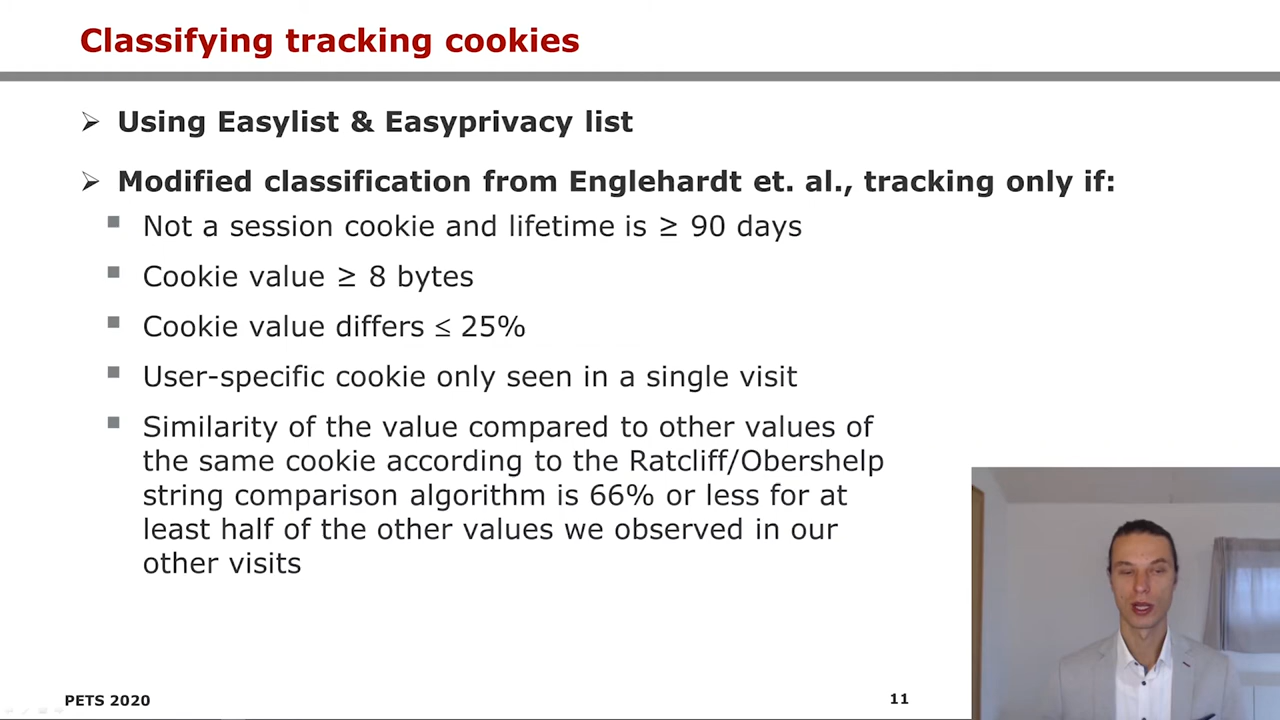 Classifying tracking cookies
Using Easylist & Easyprivacy list
Modified classification from Englehardt et. al., tracking only if:
Not a session cookie and lifetime is ≥ 90 days
Cookie value ≥ 8 bytes
Cookie value differs ≤ 25%
User-specific cookie only seen in a single visit
Similarity of the value compared to other values of
the same cookie according to the Ratcliff/Obershelp
string comparison algorithm is 66% or less for at
least half of the other values we observed in our
other visits
PETS 2020
11